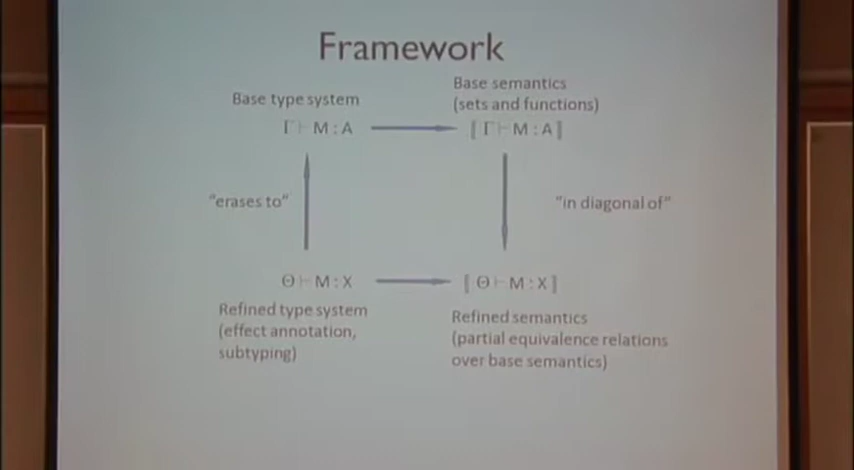 Framework
Base type system
Base semantics
(sets and functions)
Γ ⊢ M : A
⟦ Γ ⊢ M : A ⟧
"erases to"
"in diagonal of"
Θ ⊢ M : X
⟦ Θ ⊢ M : X ⟧
Refined type system
(effect annotation,
subtyping)
Refined semantics
(partial equivalence relations
over base semantics)